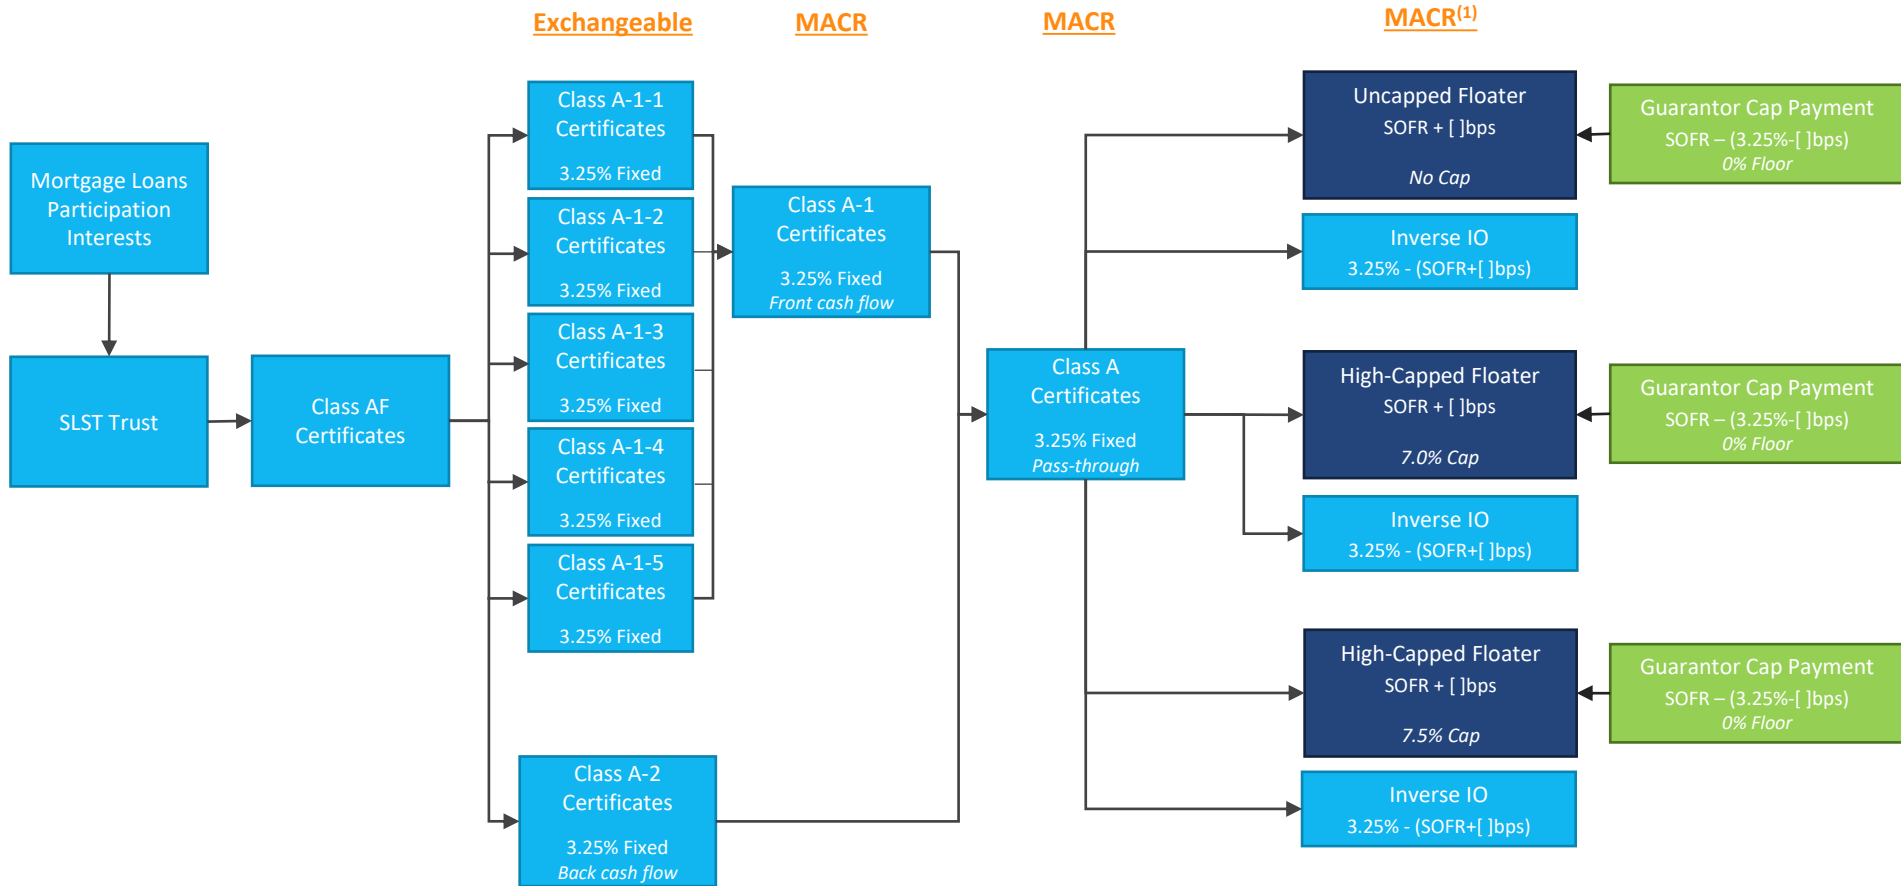 Exchangeable
MACR
MACR
MACR(1)
Mortgage Loans
Participation
Interests
SLST Trust
Class AF
Certificates
Class A-1-1
Certificates
3.25% Fixed
Class A-1-2
Certificates
3.25% Fixed
Class A-1-3
Certificates
3.25% Fixed
Class A-1-4
Certificates
3.25% Fixed
Class A-1-5
Certificates
3.25% Fixed
Class A-2
Certificates
3.25% Fixed
Back cash flow
Class A-1
Certificates
3.25% Fixed
Front cash flow
Class A
Certificates
3.25% Fixed
Pass-through
Uncapped Floater
SOFR + [ ]bps
No Cap
Guarantor Cap Payment
SOFR – (3.25%-[ ]bps)
0% Floor
Inverse IO
3.25% - (SOFR+[ ]bps)
High-Capped Floater
SOFR + [ ]bps
7.0% Cap
Guarantor Cap Payment
SOFR – (3.25%-[ ]bps)
0% Floor
Inverse IO
3.25% - (SOFR+[ ]bps)
High-Capped Floater
SOFR + [ ]bps
7.5% Cap
Guarantor Cap Payment
SOFR – (3.25%-[ ]bps)
0% Floor
Inverse IO
3.25% - (SOFR+[ ]bps)